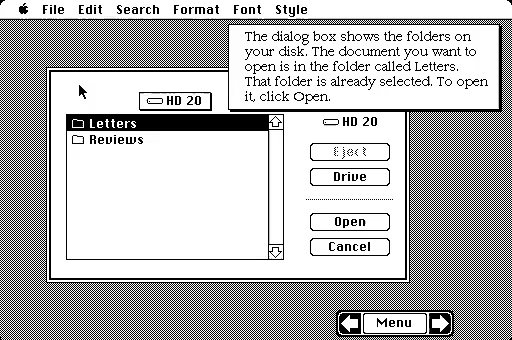 File Edit Search Format Font Style
The dialog box shows the folders on
your disk. The document you want to
open is in the folder called Letters.
That folder is already selected. To open
it, click Open.
HD 20
Letters
Reviews
HD 20
Eject
Drive
Open
Cancel
Menu